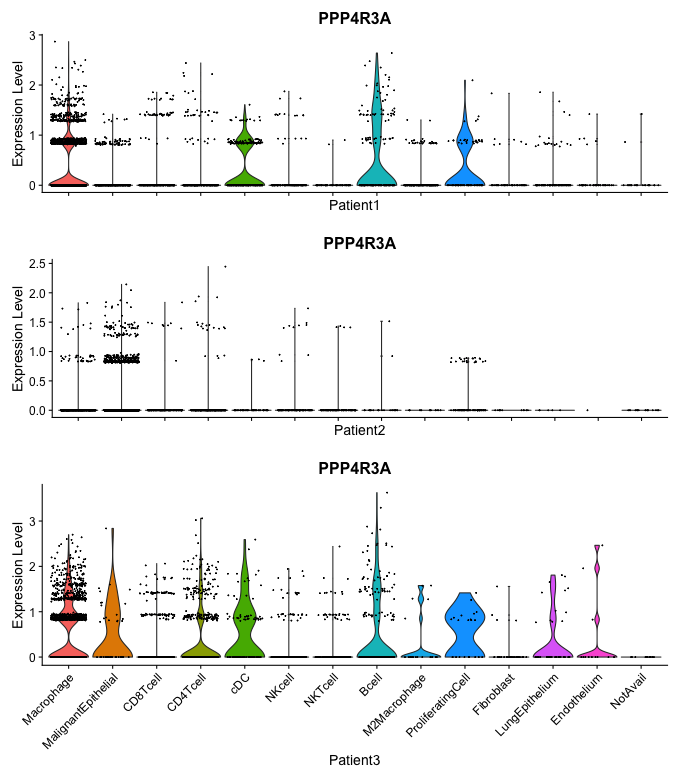 PPP4R3A
Expression Level
3
2
1
0
Patient1
PPP4R3A
Expression Level
2.5
2.0
1.5
1.0
0.5
0.0
Patient2
PPP4R3A
Expression Level
3
2
1
0
Macrophage
MalignantEpithelial
CD8Tcell
CD4Tcell
cDC
NKcell
NKTcell
Bcell
M2Macrophage
ProliferatingCell
Fibroblast
LungEpithelium
Endothelium
NotAvail
Patient3